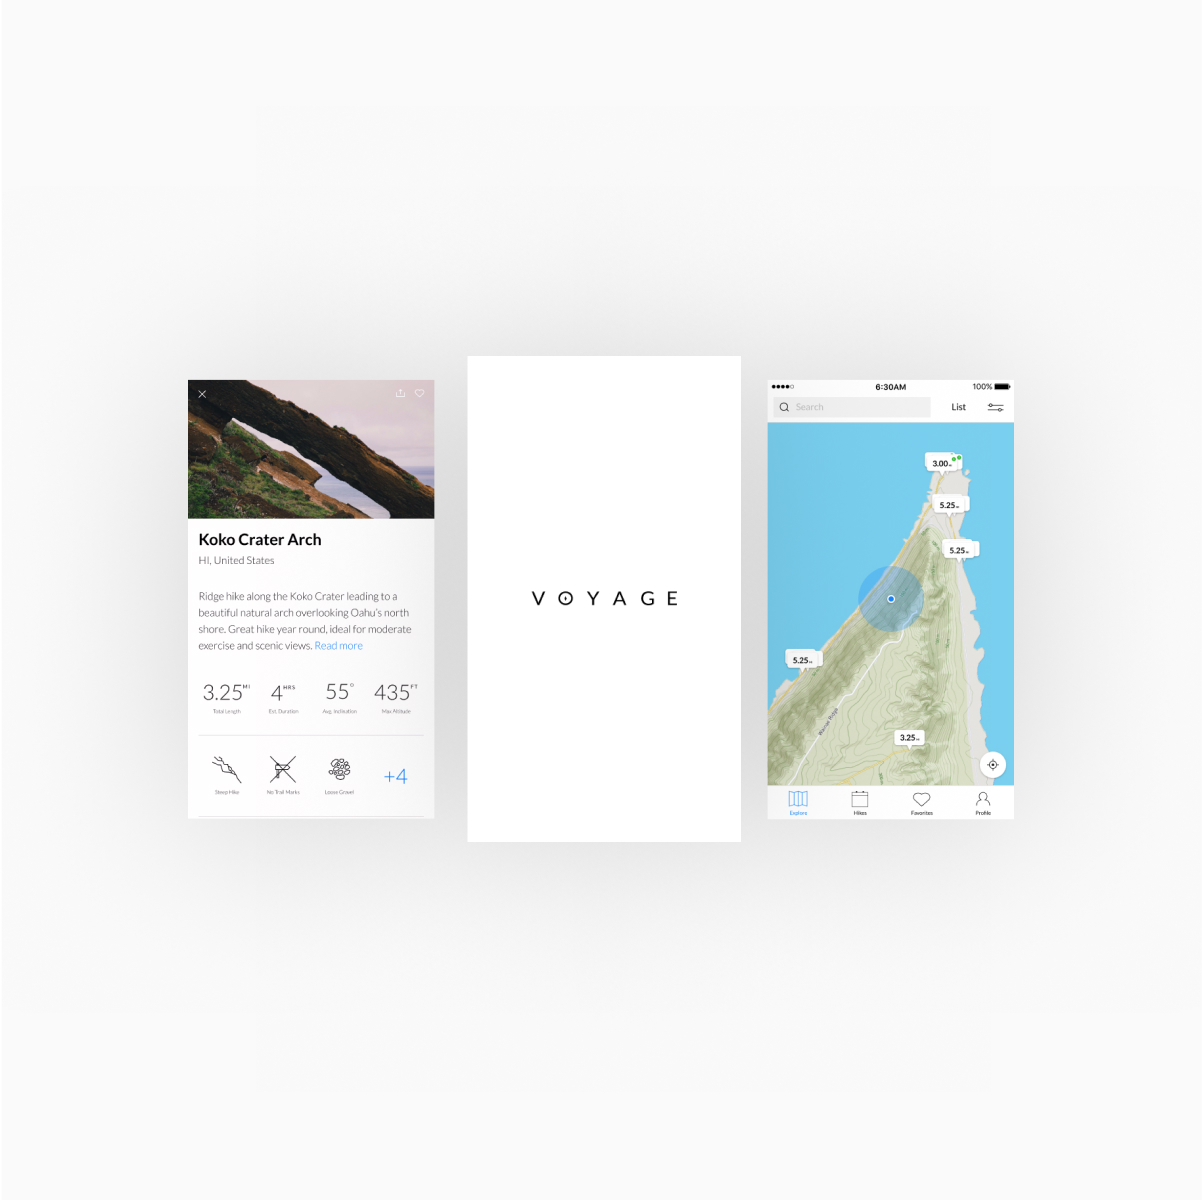 Koko Crater Arch
HI, United States
Ridge hike along the Koko Crater leading to a
beautiful natural arch overlooking Oahu's north
shore. Great hike year round, ideal for moderate
exercise and scenic views. Read more
3.25 MI 4 HRS 55° 435 FT
Total Length Est. Duration Avg. Inclination Max Altitude
+4
Steep Hike No Trail Marks Loose Gravel
VOYAGE
6:30AM 100%
Search List
3.00
5.25
5.25
5.25
Ridge
3.25
Explore Hikes Favorites Profile